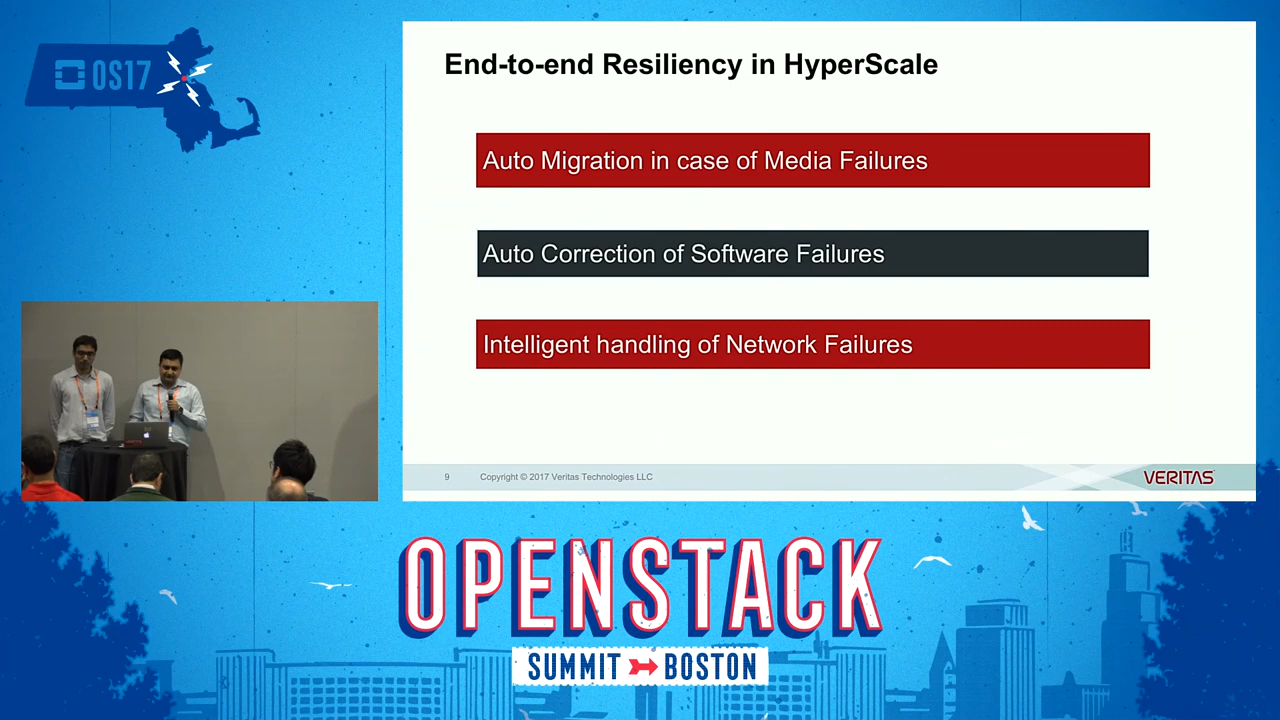 OS17
End-to-end Resiliency in HyperScale
Auto Migration in case of Media Failures
Auto Correction of Software Failures
Intelligent handling of Network Failures
9 Copyright © 2017 Veritas Technologies LLC
VERITAS
OPENSTACK
SUMMIT BOSTON